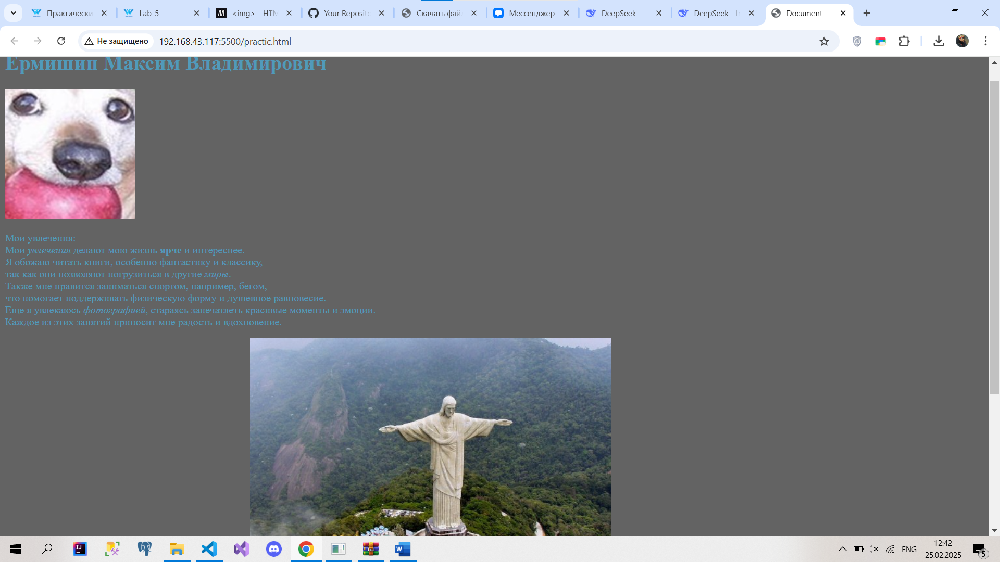 Практически
Lab_5
<img> - HTM
Your Reposito
Скачать файл
Мессенджер
DeepSeek
DeepSeek - In
Document
Не защищено
192.168.43.117:5500/practic.html
Ермишин Максим Владимирович
Мои увлечения:
Мои увлечения делают мою жизнь ярче и интереснее.
Я обожаю читать книги, особенно фантастику и классику,
так как они позволяют погрузиться в другие миры.
Также мне нравится заниматься спортом, например, бегом,
что помогает поддерживать физическую форму и душевное равновесие.
Еще я увлекаюсь фотографией, стараясь запечатлеть красивые моменты и эмоции.
Каждое из этих занятий приносит мне радость и вдохновение.
ENG
12:42
25.02.2025
5